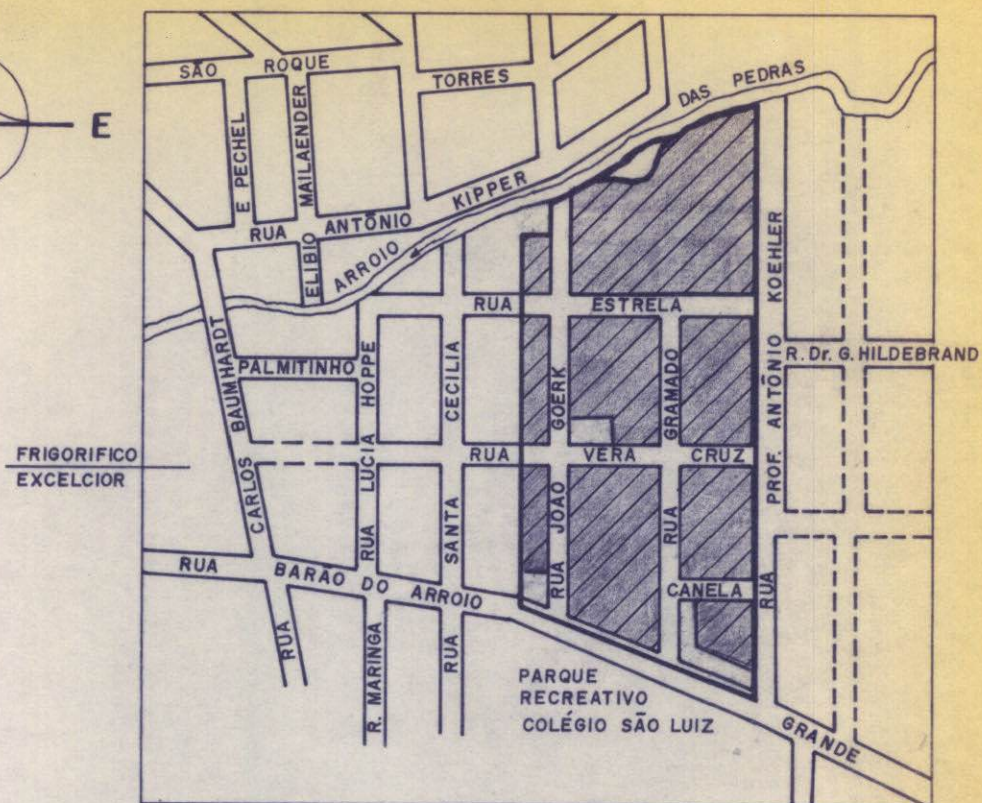 E
SÃO ROQUE TORRES
E PECHEL
MAILAENDER
ELIBIO
RUA ANTÔNIO KIPPER
ARROIO DAS PEDRAS
RUA ESTRELA
PALMITINHO
RUA CARLOS BAUMHARDT
RUA LUCIA HOPPE
RUA SANTA CECILIA
RUA JOÃO GOERK
RUA GRAMADO
RUA PROF. ANTÔNIO KOEHLER
R. Dr. G. HILDEBRAND
RUA VERA CRUZ
FRIGORIFICO
EXCELCIOR
RUA BARÃO DO ARROIO GRANDE
CANELA
R. MARINGA
PARQUE
RECREATIVO
COLÉGIO SÃO LUIZ